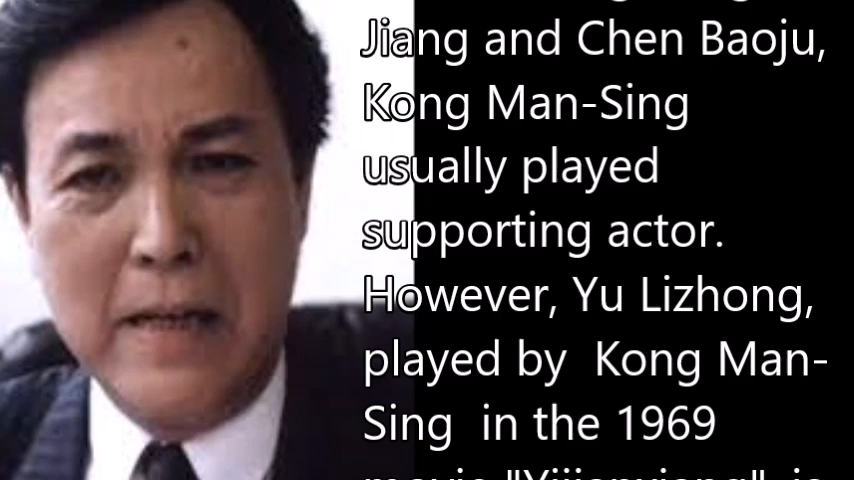 Jiang and Chen Baoju,
Kong Man-Sing
usually played
supporting actor.
However, Yu Lizhong,
played by  Kong Man-
Sing  in the 1969